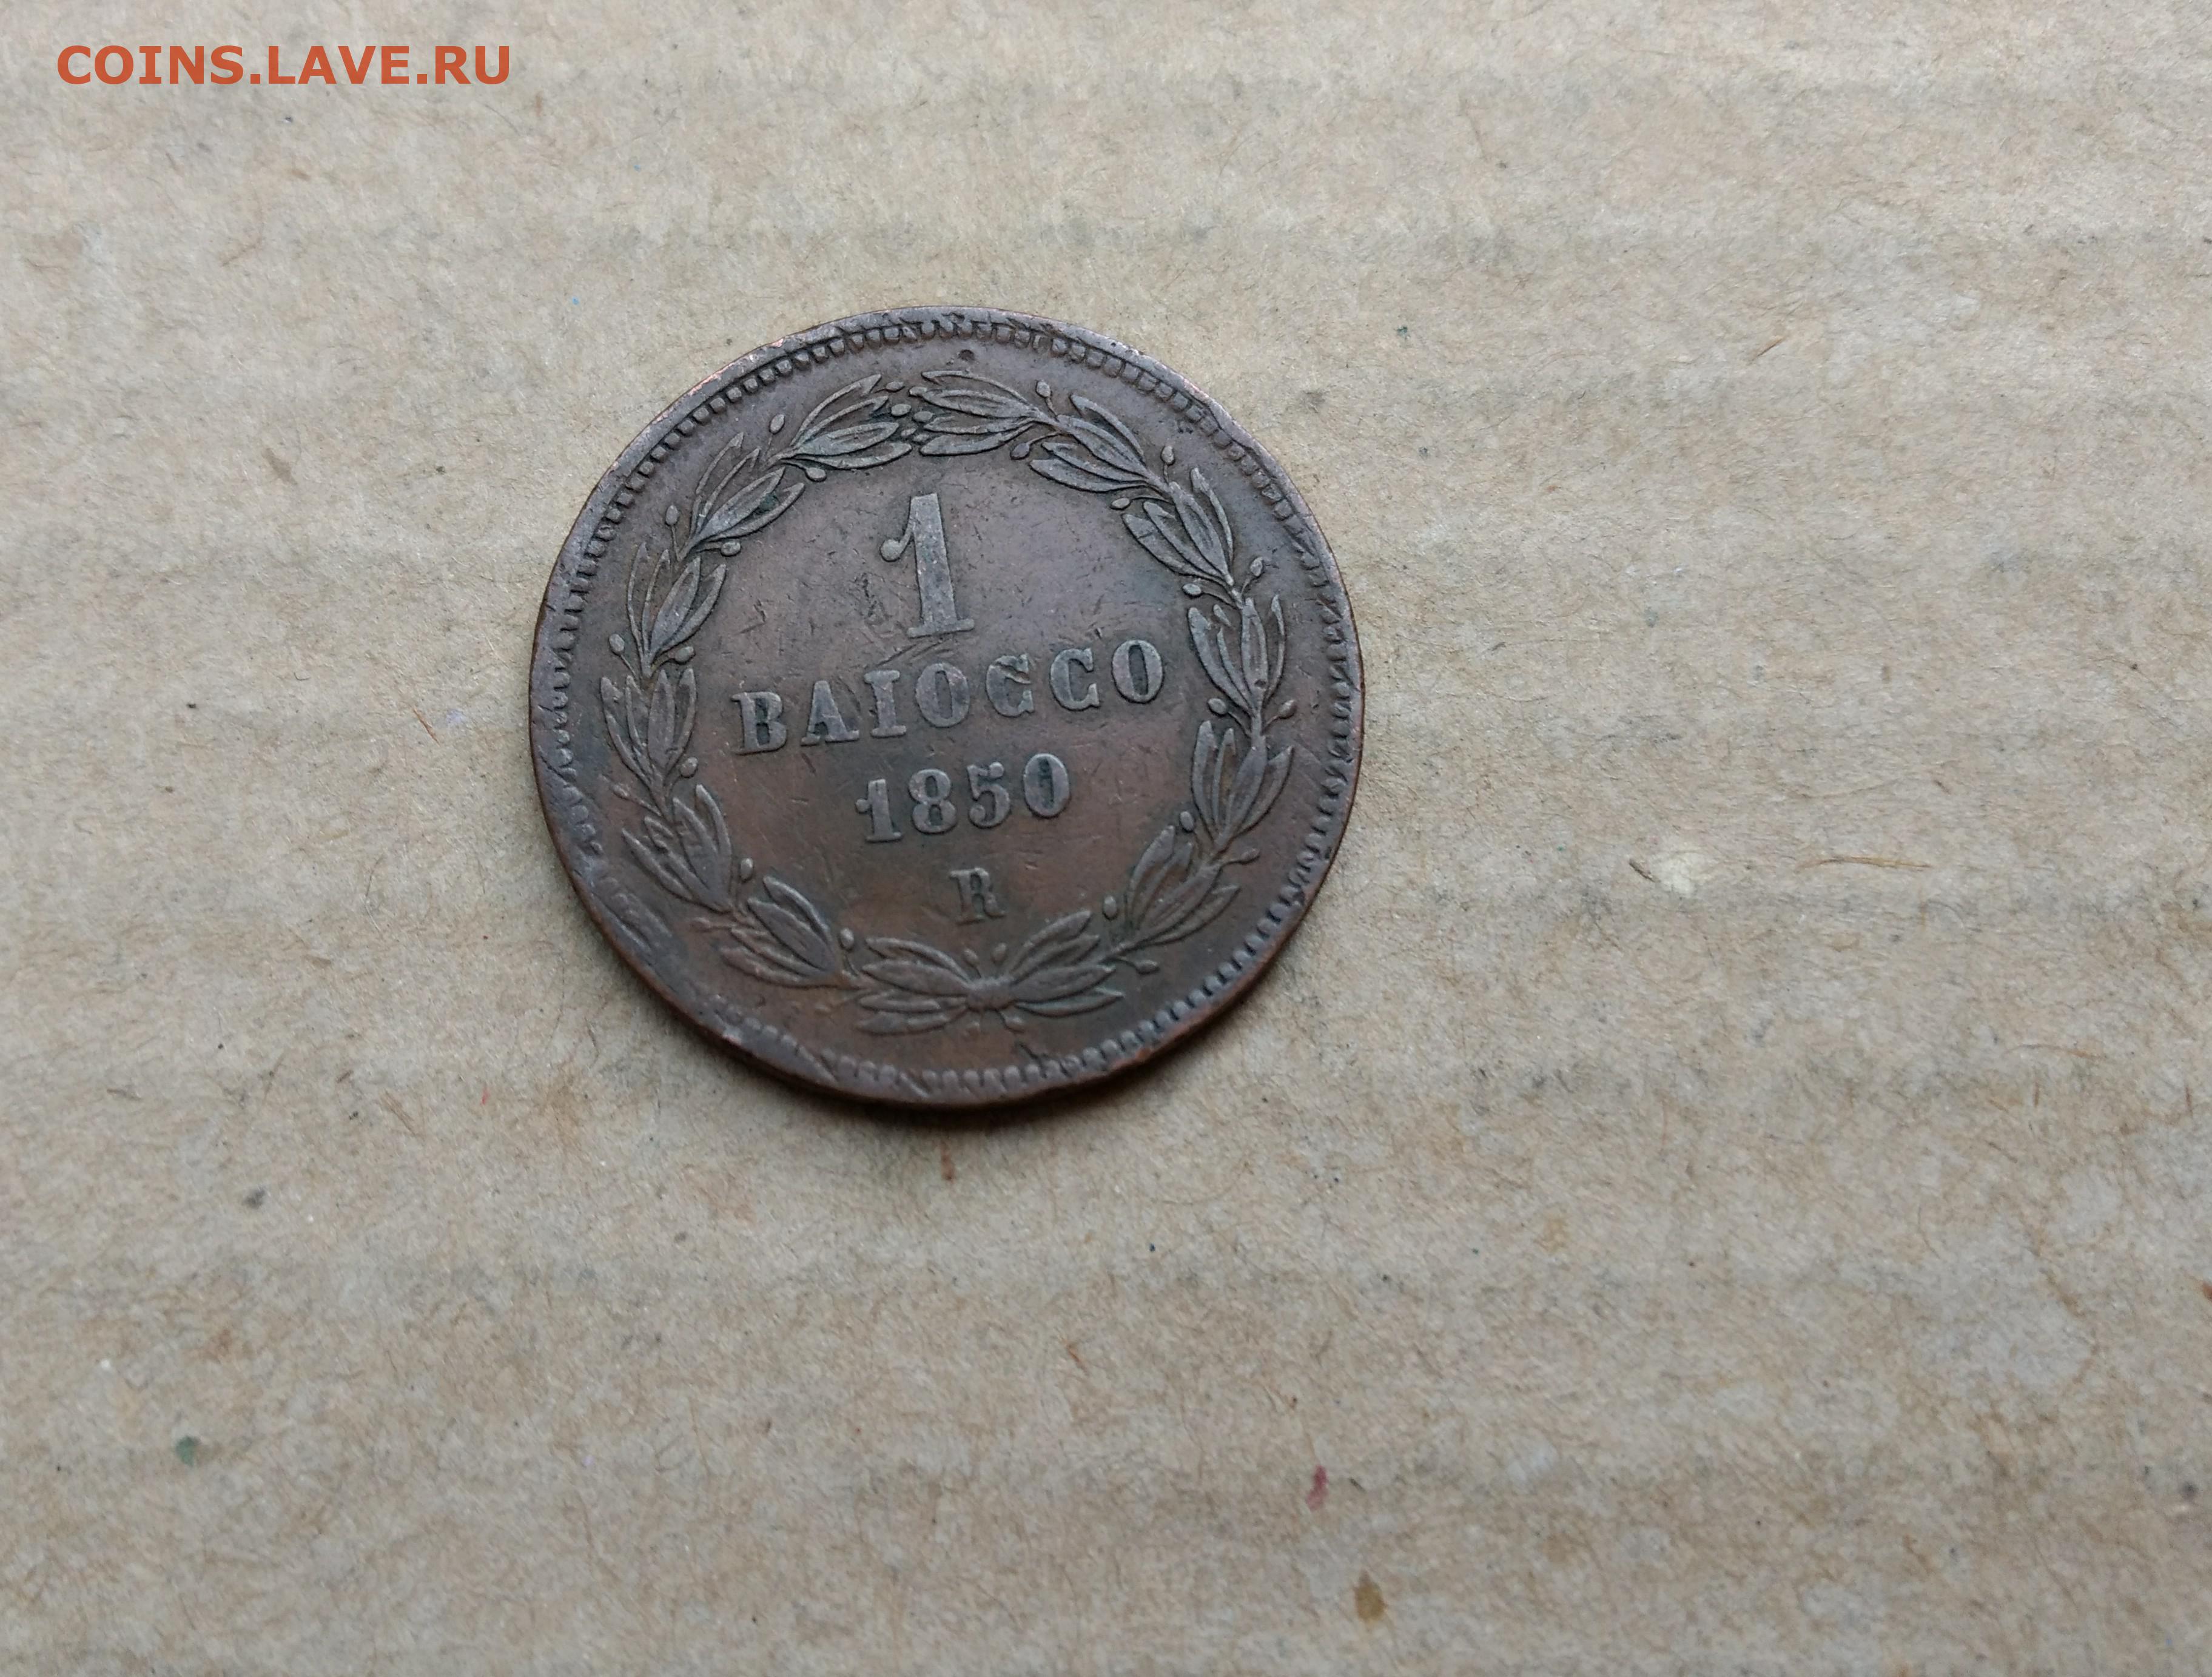 COINS.LAVE.RU
1
BAIOCCO
1850
R